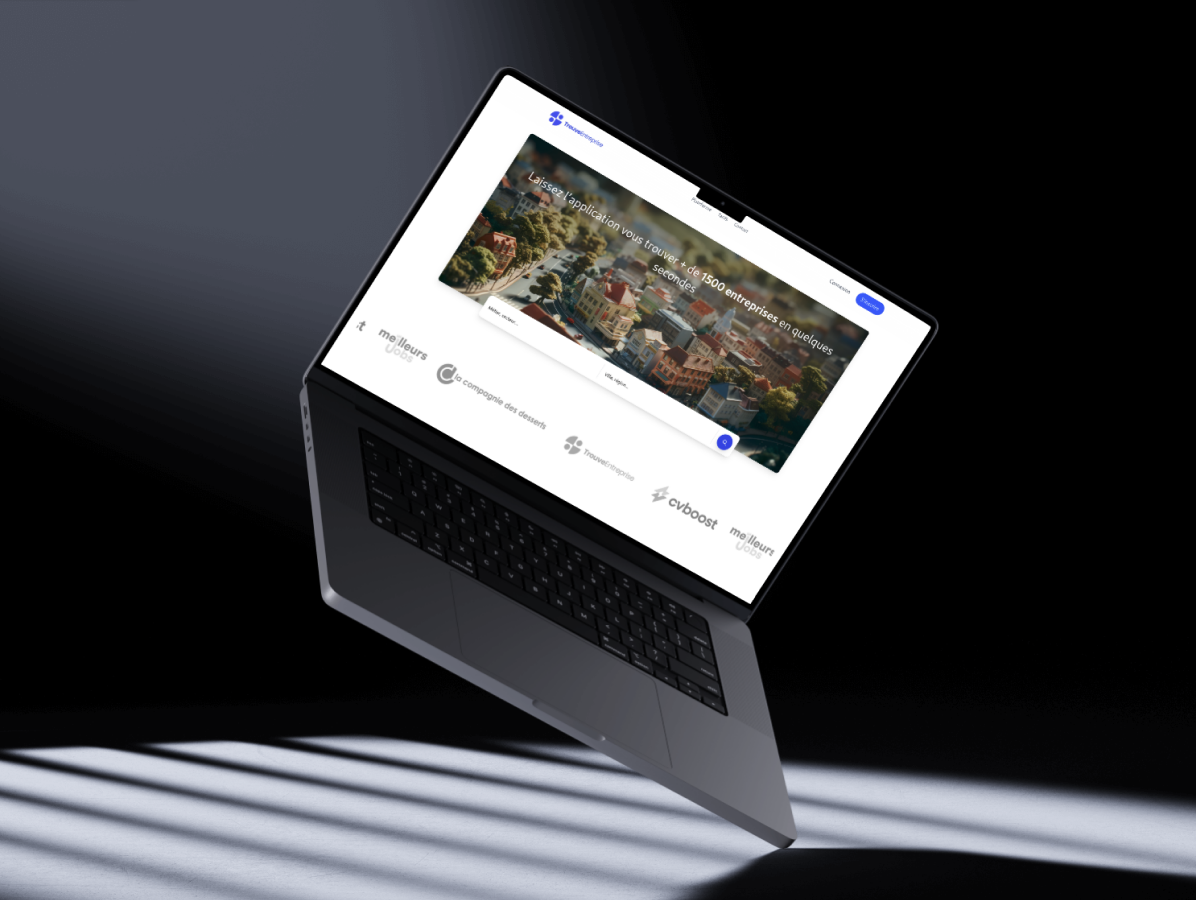 TrouveEntreprise
Plateforme Tarifs Contact
Connexion
S'inscrire
Laissez l'application vous trouver + de 1500 entreprises en quelques
secondes
Métier, secteur...
Ville, région...
t
meilleurs
jobs
la compagnie des desserts
TrouveEntreprise
cvboost
meilleurs
jobs